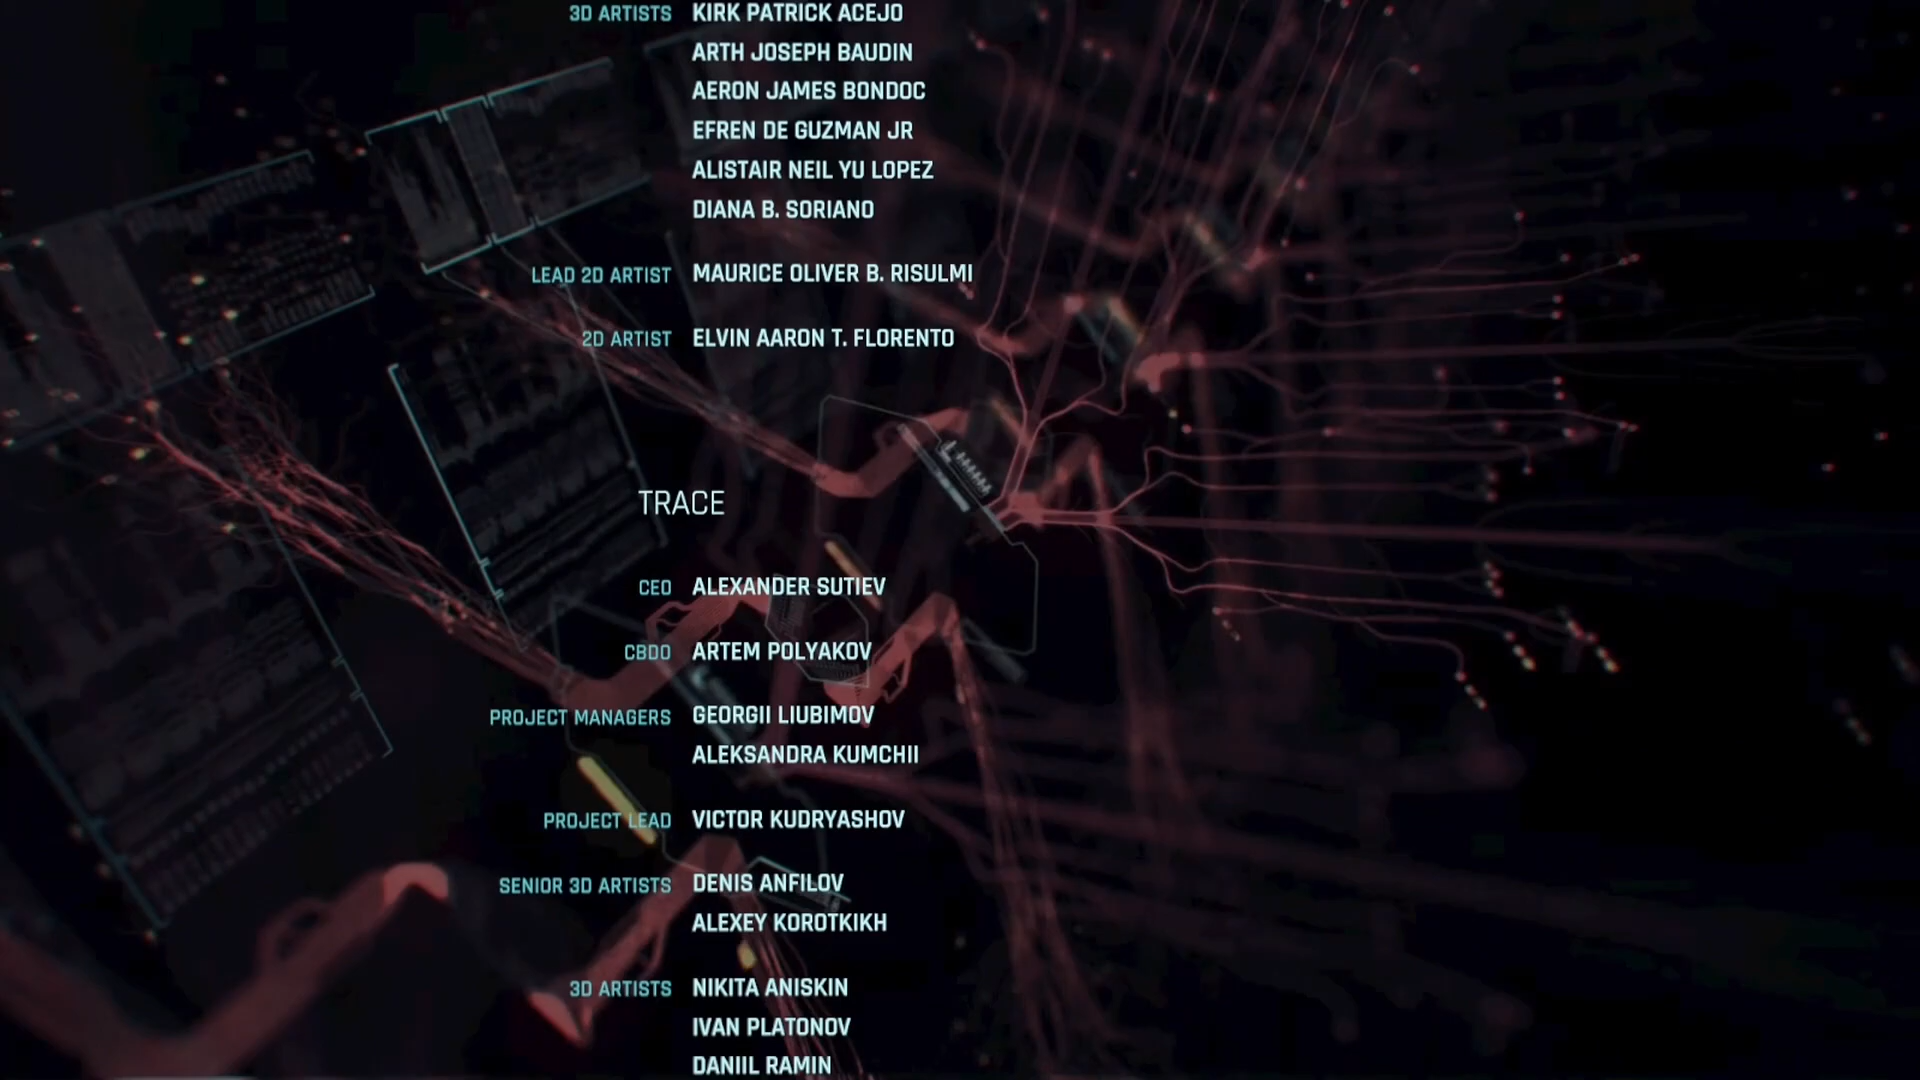 3D ARTISTS KIRK PATRICK ACEJO
ARTH JOSEPH BAUDIN
AERON JAMES BONDOC
EFREN DE GUZMAN JR
ALISTAIR NEIL YU LOPEZ
DIANA B. SORIANO
LEAD 2D ARTIST MAURICE OLIVER B. RISULMI
2D ARTIST ELVIN AARON T. FLORENTO
TRACE
CEO ALEXANDER SUTIEV
CBDO ARTEM POLYAKOV
PROJECT MANAGERS GEORGII LIUBIMOV
ALEKSANDRA KUMCHII
PROJECT LEAD VICTOR KUDRYASHOV
SENIOR 3D ARTISTS DENIS ANFILOV
ALEXEY KOROTKIKH
3D ARTISTS NIKITA ANISKIN
IVAN PLATONOV
DANIIL RAMIN